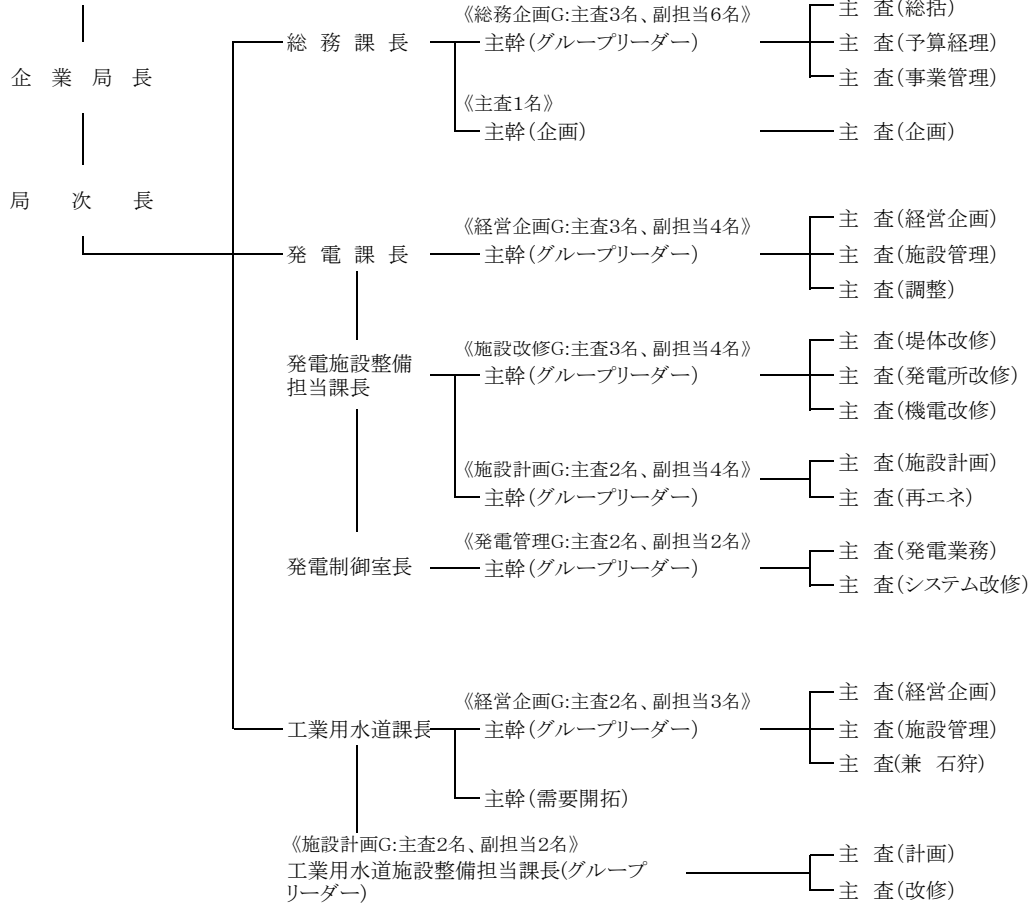 企業局長
局次長
総務課長
《総務企画G:主査3名、副担当6名》
主幹(グループリーダー)
主査(総括)
主査(予算経理)
主査(事業管理)
《主査1名》
主幹(企画)
主査(企画)
発電課長
《経営企画G:主査3名、副担当4名》
主幹(グループリーダー)
主査(経営企画)
主査(施設管理)
主査(調整)
発電施設整備
担当課長
《施設改修G:主査3名、副担当4名》
主幹(グループリーダー)
主査(堤体改修)
主査(発電所改修)
主査(機電改修)
《施設計画G:主査2名、副担当4名》
主幹(グループリーダー)
主査(施設計画)
主査(再エネ)
発電制御室長
《発電管理G:主査2名、副担当2名》
主幹(グループリーダー)
主査(発電業務)
主査(システム改修)
工業用水道課長
《経営企画G:主査2名、副担当3名》
主幹(グループリーダー)
主査(経営企画)
主査(施設管理)
主査(兼 石狩)
主幹(需要開拓)
《施設計画G:主査2名、副担当2名》
工業用水道施設整備担当課長(グループ
リーダー)
主査(計画)
主査(改修)